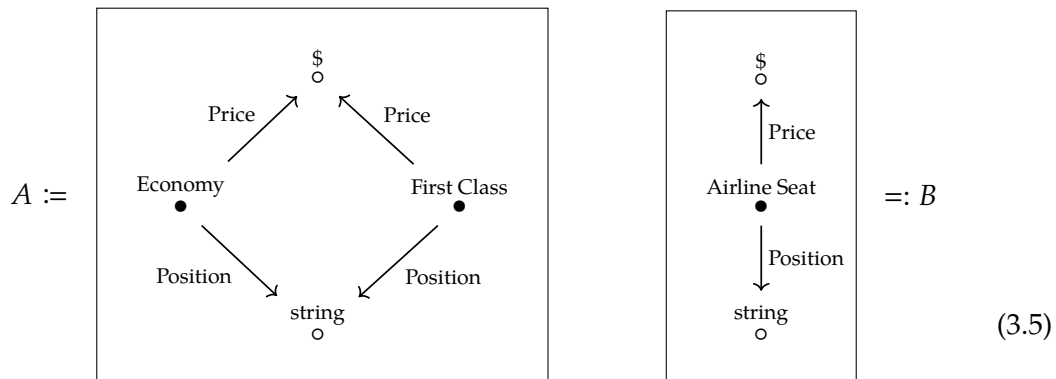 $
$
Price
Price
Price
Economy
First Class
Airline Seat
A :=
=: B
Position
Position
Position
string
string
(3.5)